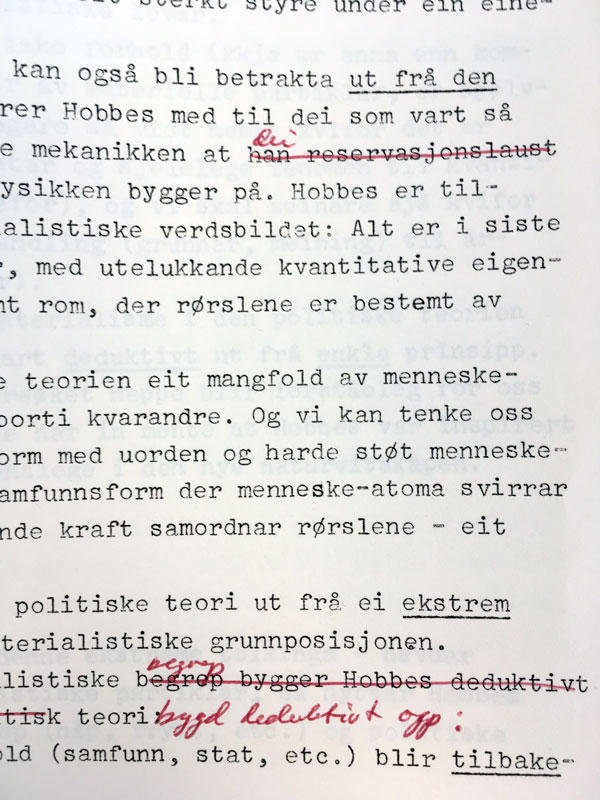 sterkt styre under ein eine-
kan også bli betrakta ut frå den
rer Hobbes med til dei som vart så
dei
e mekanikken at han reservasjonslaust
ysikken bygger på. Hobbes er til-
alistiske verdsbildet: Alt er i siste
, med utelukkande kvantitative eigen-
nt rom, der rørslene er bestemt av
e teorien eit mangfold av menneske-
porti kvarandre. Og vi kan tenke oss
orm med uorden og harde støt menneske-
amfunnsform der menneske-atoma svirrar
nde kraft samordnar rørslene - eit
politiske teori ut frå ei ekstrem
terialistiske grunnposisjonen.
begrep
listiske begrep bygger Hobbes deduktivt
tisk teori: bygd deduktivt opp:
old (samfunn, stat, etc.) blir tilbake-